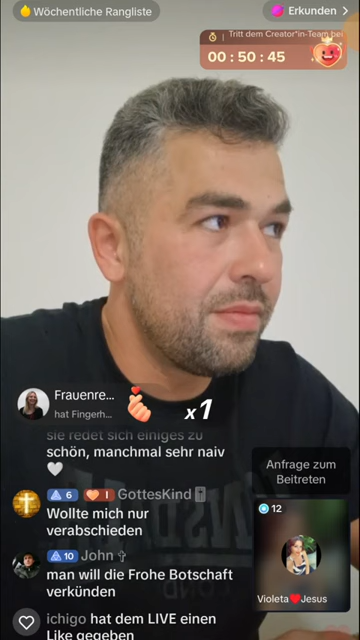 Wöchentliche Rangliste
Erkunden >
Tritt dem Creator*in-Team bei
00 : 50 : 45
Frauenre...
hat Fingerh...
x1
sie redet sich einiges zu
schön, manchmal sehr naiv
Anfrage zum
Beitreten
6 I GottesKind
Wollte mich nur
verabschieden
12
10 John
man will die Frohe Botschaft
verkünden
Violeta❤️Jesus
ichigo hat dem LIVE einen
Like gegeben